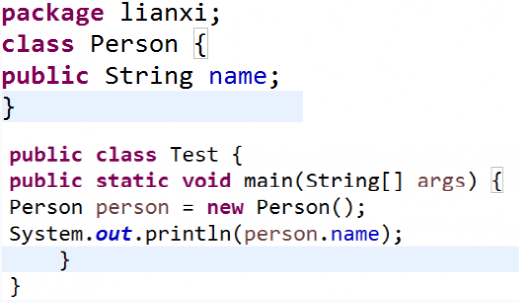 package lianxi;
class Person {
public String name;
}
public class Test {
public static void main(String[] args) {
Person person = new Person();
System.out.println(person.name);
}
}